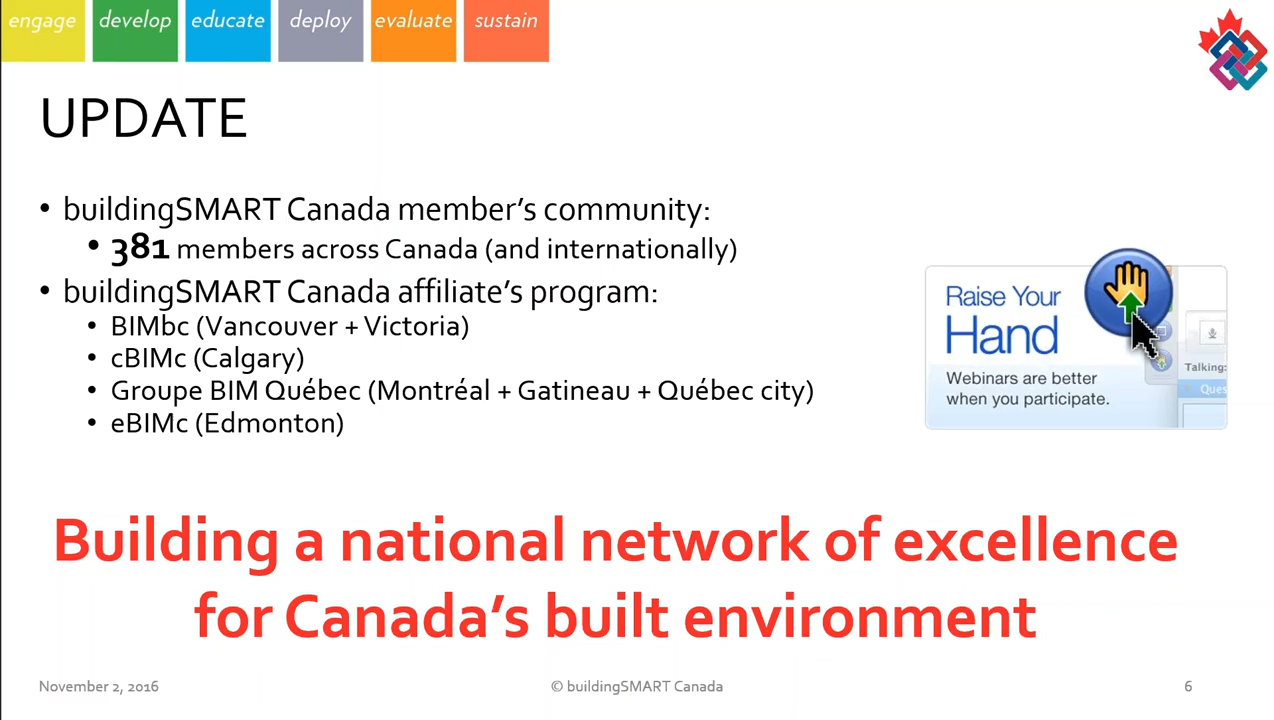 engage develop educate deploy evaluate sustain
UPDATE
• buildingSMART Canada member’s community:
• 381 members across Canada (and internationally)
• buildingSMART Canada affiliate’s program:
• BIMbc (Vancouver + Victoria)
• cBIMc (Calgary)
• Groupe BIM Québec (Montréal + Gatineau + Québec city)
• eBIMc (Edmonton)
Raise Your
Hand
Webinars are better
when you participate.
Talking:
Ques
Building a national network of excellence
for Canada’s built environment
November 2, 2016
© buildingSMART Canada
6